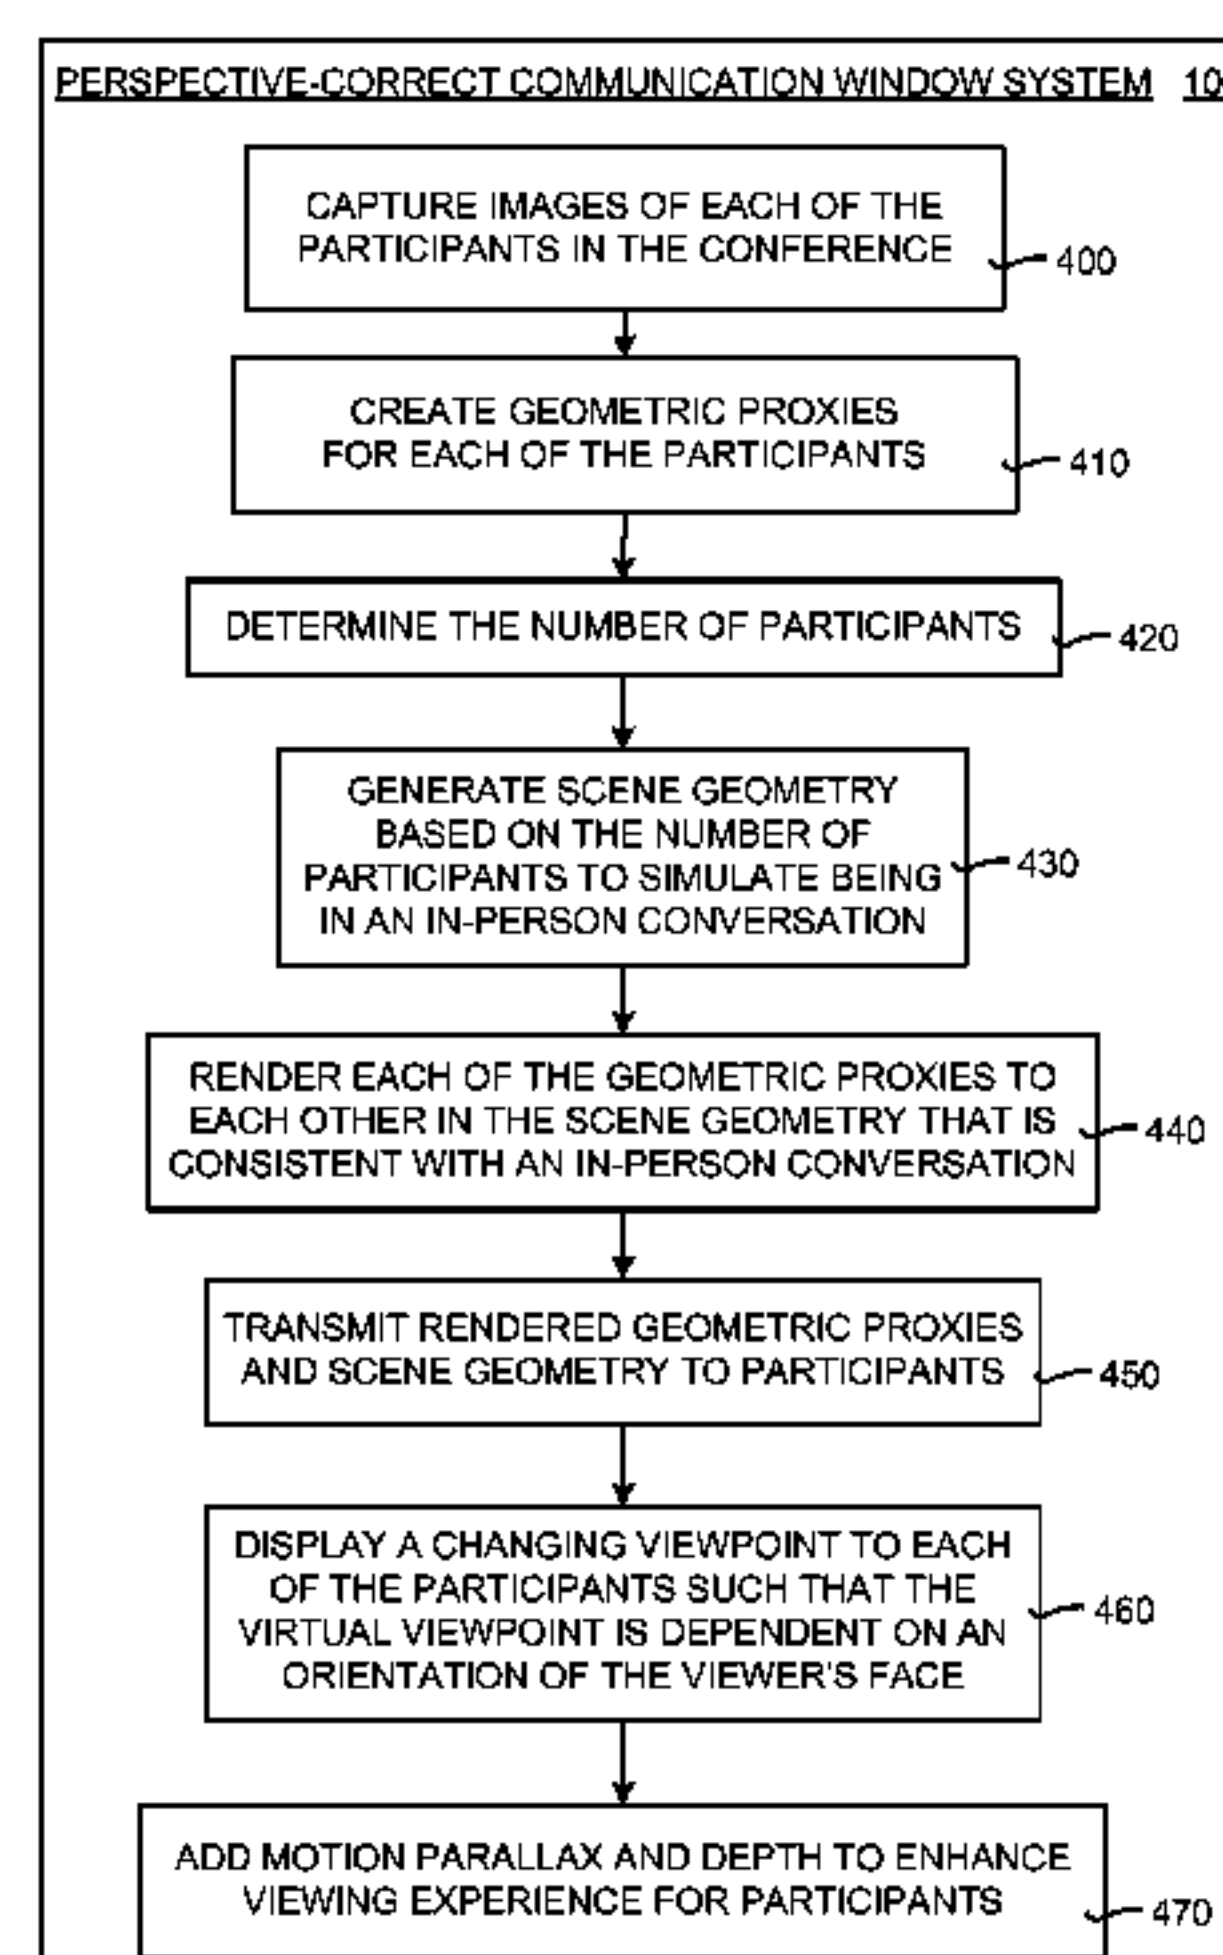 PERSPECTIVE-CORRECT COMMUNICATION WINDOW SYSTEM
CAPTURE IMAGES OF EACH OF THE
PARTICIPANTS IN THE CONFERENCE
400
CREATE GEOMETRIC PROXIES
FOR EACH OF THE PARTICIPANTS
410
DETERMINE THE NUMBER OF PARTICIPANTS
420
GENERATE SCENE GEOMETRY
BASED ON THE NUMBER OF
PARTICIPANTS TO SIMULATE BEING
IN AN IN-PERSON CONVERSATION
430
RENDER EACH OF THE GEOMETRIC PROXIES TO
EACH OTHER IN THE SCENE GEOMETRY THAT IS
CONSISTENT WITH AN IN-PERSON CONVERSATION
440
TRANSMIT RENDERED GEOMETRIC PROXIES
AND SCENE GEOMETRY TO PARTICIPANTS
450
DISPLAY A CHANGING VIEWPOINT TO EACH
OF THE PARTICIPANTS SUCH THAT THE
VIRTUAL VIEWPOINT IS DEPENDENT ON AN
ORIENTATION OF THE VIEWER'S FACE
460
ADD MOTION PARALLAX AND DEPTH TO ENHANCE
VIEWING EXPERIENCE FOR PARTICIPANTS
470